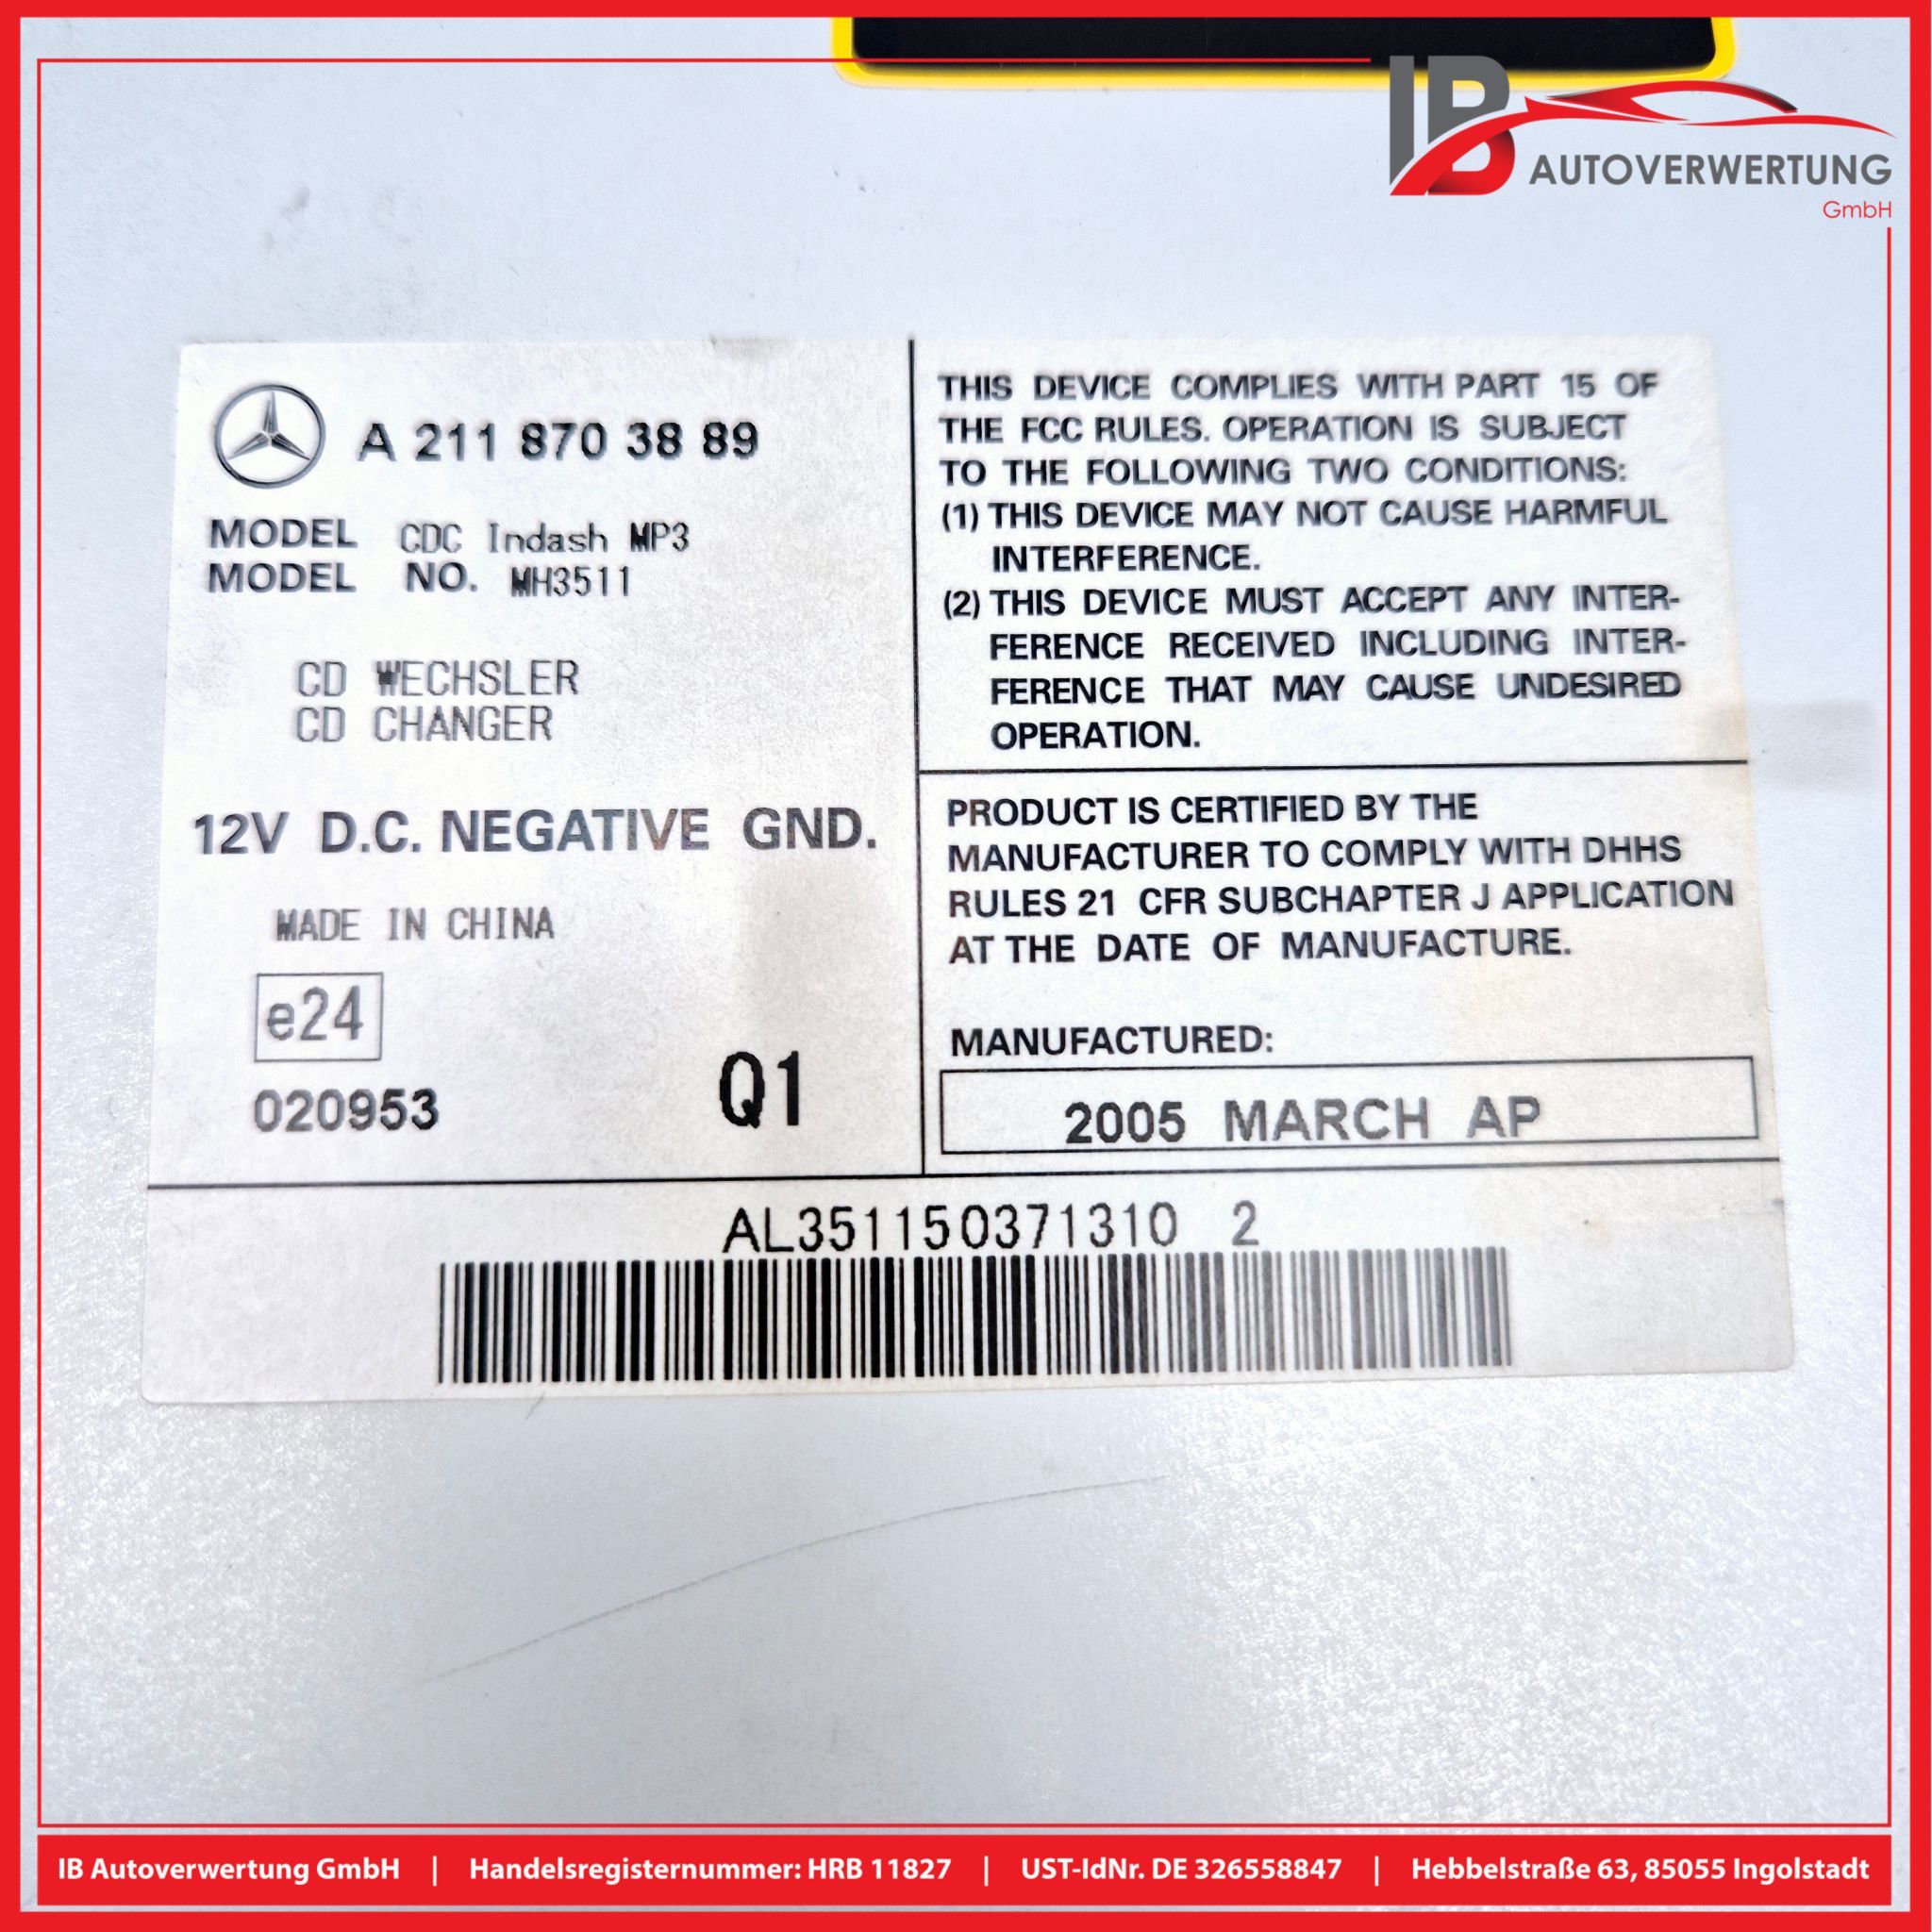 IB
AUTOVERWERTUNG
GmbH
A 211 870 38 89
MODEL CDC Indash MP3
MODEL NO. MH3511
CD WECHSLER
CD CHANGER
12V D.C. NEGATIVE GND.
MADE IN CHINA
e24
020953
Q1
THIS DEVICE COMPLIES WITH PART 15 OF
THE FCC RULES. OPERATION IS SUBJECT
TO THE FOLLOWING TWO CONDITIONS:
(1) THIS DEVICE MAY NOT CAUSE HARMFUL
INTERFERENCE.
(2) THIS DEVICE MUST ACCEPT ANY INTER-
FERENCE RECEIVED INCLUDING INTER-
FERENCE THAT MAY CAUSE UNDESIRED
OPERATION.
PRODUCT IS CERTIFIED BY THE
MANUFACTURER TO COMPLY WITH DHHS
RULES 21 CFR SUBCHAPTER J APPLICATION
AT THE DATE OF MANUFACTURE.
MANUFACTURED:
2005 MARCH AP
AL351150371310 2
IB Autoverwertung GmbH | Handelsregisternummer: HRB 11827 | UST-IdNr. DE 326558847 | Hebbelstraße 63, 85055 Ingolstadt